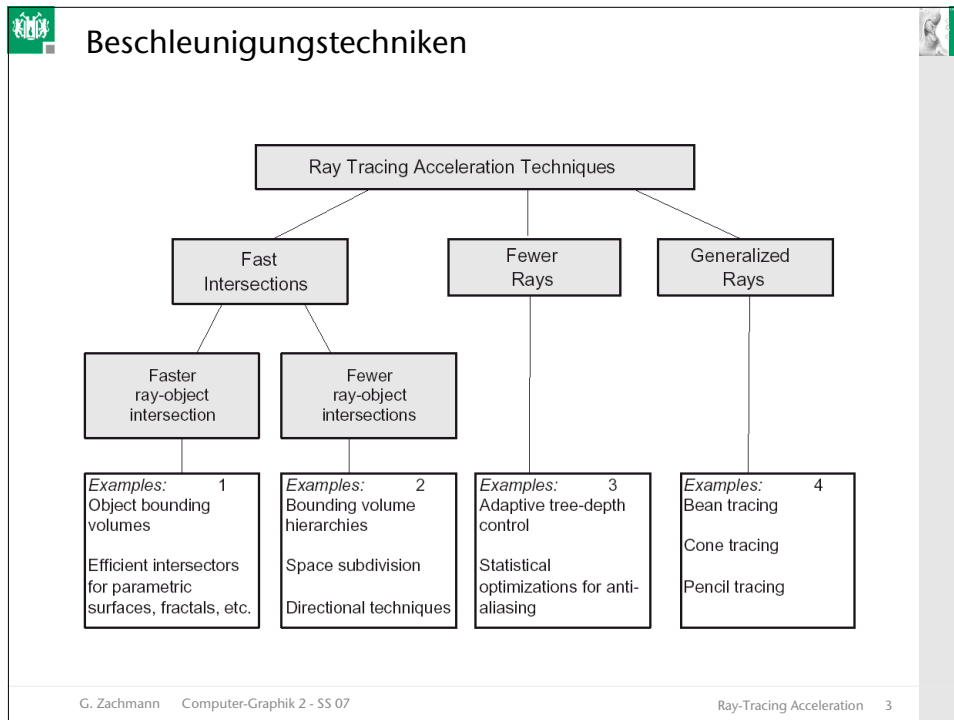 Beschleunigungstechniken
Ray Tracing Acceleration Techniques
Fast
Intersections
Fewer
Rays
Generalized
Rays
Faster
ray-object
intersection
Fewer
ray-object
intersections
Examples: 1
Object bounding
volumes
Efficient intersectors
for parametric
surfaces, fractals, etc.
Examples: 2
Bounding volume
hierarchies
Space subdivision
Directional techniques
Examples: 3
Adaptive tree-depth
control
Statistical
optimizations for anti-
aliasing
Examples: 4
Bean tracing
Cone tracing
Pencil tracing
G. Zachmann Computer-Graphik 2 - SS 07
Ray-Tracing Acceleration 3